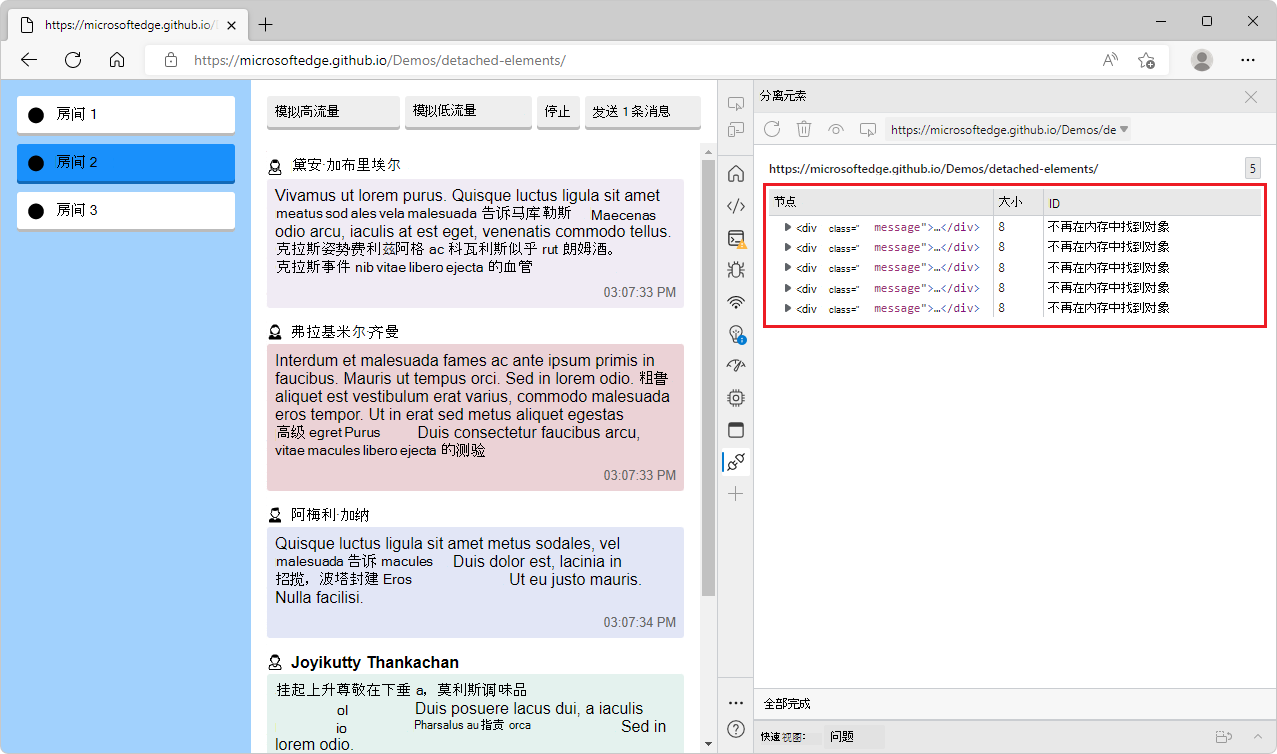 https://microsoftedge.github.io/
https://microsoftedge.github.io/Demos/detached-elements/
房间 1
房间 2
房间 3
模拟高流量
模拟低流量
停止
发送 1 条消息
黛安·加布里埃尔
Vivamus ut lorem purus. Quisque luctus ligula sit amet
meatus sod ales vela malesuada 告诉马库勒斯 Maecenas
odio arcu, iaculis at est eget, venenatis commodo tellus.
克拉斯姿势费利兹阿格 ac 科瓦利斯似乎 rut 朗姆酒。
克拉斯事件 nib vitae libero ejecta 的血管
03:07:33 PM
弗拉基米尔·齐曼
Interdum et malesuada fames ac ante ipsum primis in
faucibus. Mauris ut tempus orci. Sed in lorem odio. 粗鲁
aliquet est vestibulum erat varius, commodo malesuada
eros tempor. Ut in erat sed metus aliquet egestas
高级 egret Purus Duis consectetur faucibus arcu,
vitae macules libero ejecta 的测验
03:07:33 PM
阿梅利·加纳
Quisque luctus ligula sit amet metus sodales, vel
malesuada 告诉 macules Duis dolor est, lacinia in
招揽，波塔封建 Eros Ut eu justo mauris.
Nulla facilisi.
03:07:34 PM
Joyikutty Thankachan
挂起上升尊敬在下垂 a，莫利斯调味品
ol Duis posuere lacus dui, a iaculis
io Pharsalus au 指责 orca Sed in
lorem odio.
分离元素
https://microsoftedge.github.io/Demos/de
https://microsoftedge.github.io/Demos/detached-elements/
5
节点 大小 ID
<div class=" message">…</div> 8 不再在内存中找到对象
<div class=" message">…</div> 8 不再在内存中找到对象
<div class=" message">…</div> 8 不再在内存中找到对象
<div class=" message">…</div> 8 不再在内存中找到对象
<div class=" message">…</div> 8 不再在内存中找到对象
全部完成
快速视图: 问题